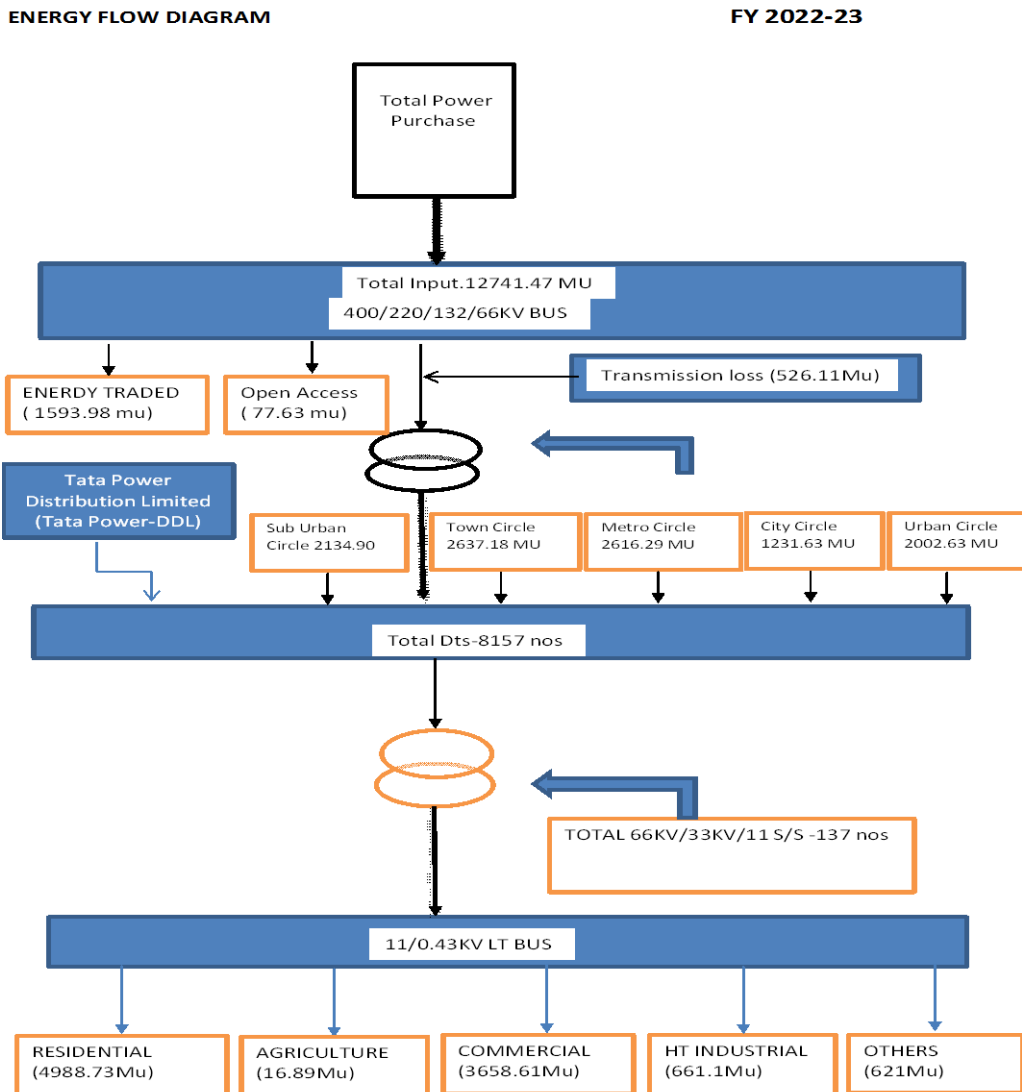 ENERGY FLOW DIAGRAM
FY 2022-23
Total Power
Purchase
Total Input.12741.47 MU
400/220/132/66KV BUS
ENERDY TRADED
( 1593.98 mu)
Open Access
( 77.63 mu)
Transmission loss (526.11Mu)
Tata Power
Distribution Limited
(Tata Power-DDL)
Sub Urban
Circle 2134.90
Town Circle
2637.18 MU
Metro Circle
2616.29 MU
City Circle
1231.63 MU
Urban Circle
2002.63 MU
Total Dts-8157 nos
TOTAL 66KV/33KV/11 S/S -137 nos
11/0.43KV LT BUS
RESIDENTIAL
(4988.73Mu)
AGRICULTURE
(16.89Mu)
COMMERCIAL
(3658.61Mu)
HT INDUSTRIAL
(661.1Mu)
OTHERS
(621Mu)